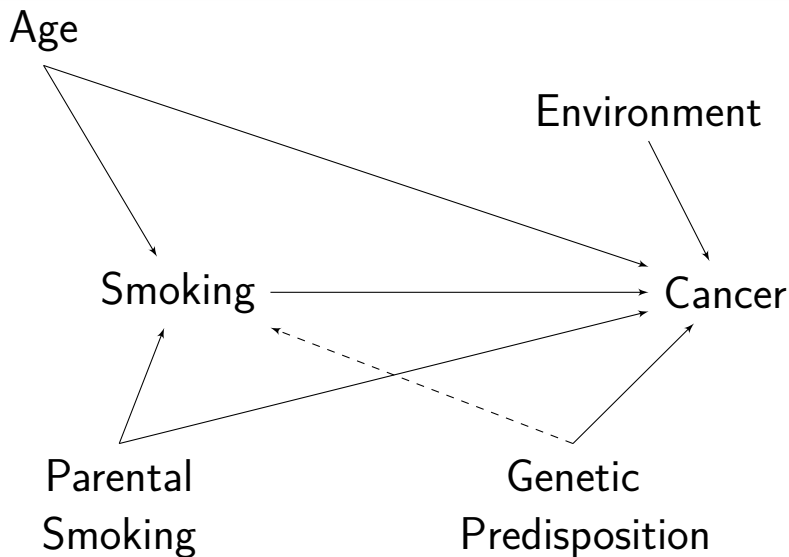 Age
Environment
Smoking
Cancer
Parental
Smoking
Genetic
Predisposition